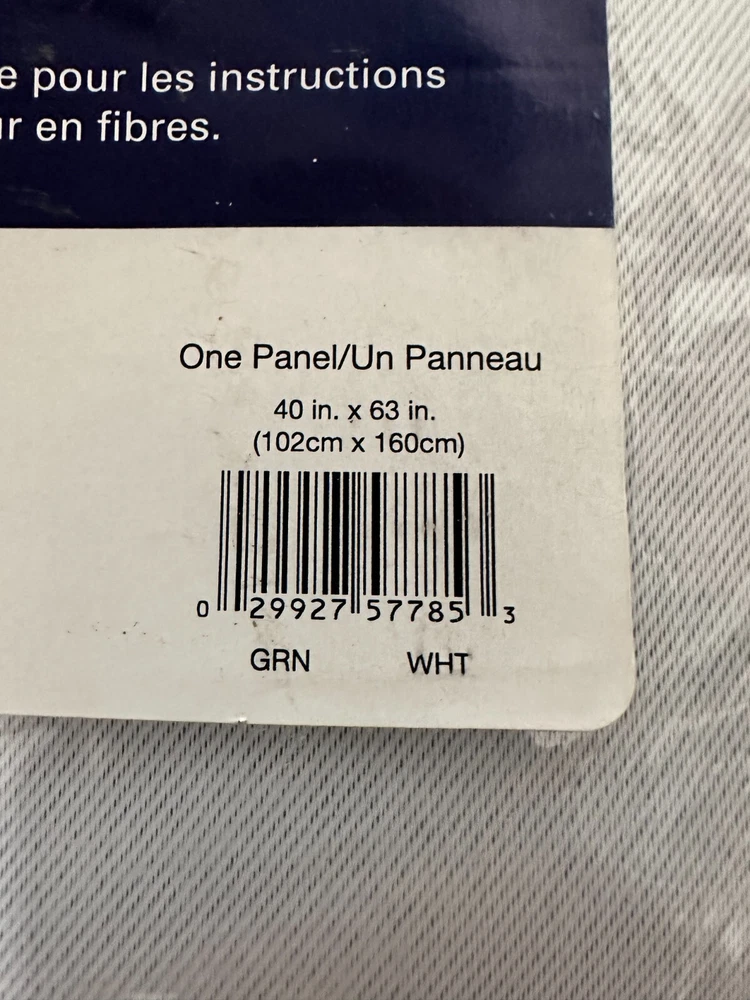 pour les instructions
en fibres.
One Panel/Un Panneau
40 in. x 63 in.
(102cm x 160cm)
0 29927 57785 3
GRN WHT